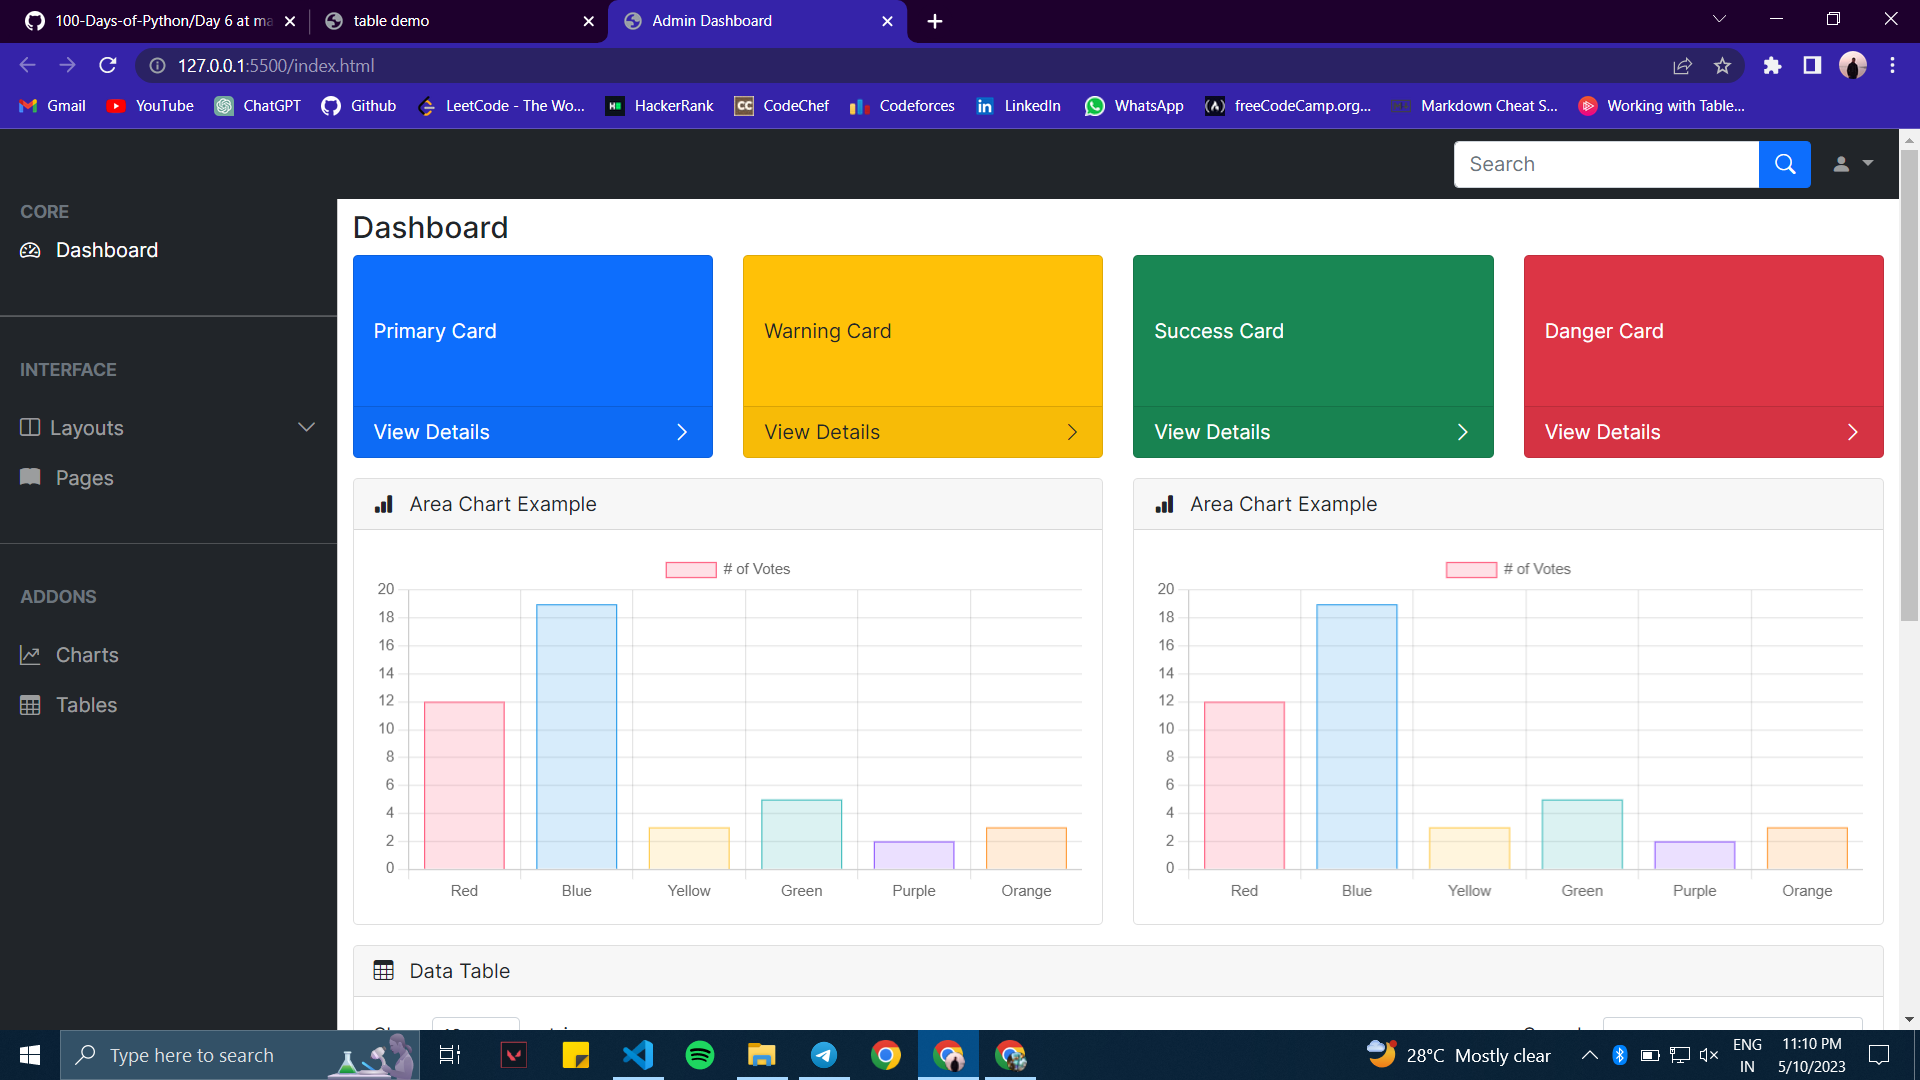 100-Days-of-Python/Day 6 at ma
table demo
Admin Dashboard
127.0.0.1:5500/index.html
Gmail
YouTube
ChatGPT
Github
LeetCode - The Wo...
HackerRank
CodeChef
Codeforces
LinkedIn
WhatsApp
freeCodeCamp.org...
Markdown Cheat S...
Working with Table...
Search
CORE
Dashboard
INTERFACE
Layouts
Pages
ADDONS
Charts
Tables
Dashboard
Primary Card
View Details
Warning Card
View Details
Success Card
View Details
Danger Card
View Details
Area Chart Example
# of Votes
20
18
16
14
12
10
8
6
4
2
0
Red Blue Yellow Green Purple Orange
Area Chart Example
# of Votes
20
18
16
14
12
10
8
6
4
2
0
Red Blue Yellow Green Purple Orange
Data Table
Type here to search
28°C Mostly clear
ENG
IN
11:10 PM
5/10/2023